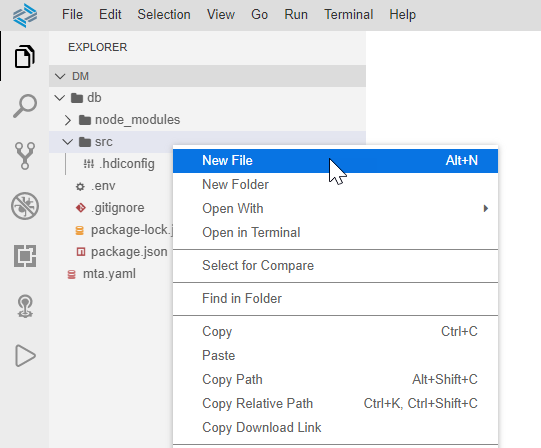 File Edit Selection View Go Run Terminal Help
EXPLORER
DM
db
node_modules
src
New File Alt+N
.hdiconfig
New Folder
.env
Open With
.gitignore
package-lock.j
Open in Terminal
package.json
Select for Compare
mta.yaml
Find in Folder
Copy Ctrl+C
Paste
Copy Path Alt+Shift+C
Copy Relative Path Ctrl+K, Ctrl+Shift+C
Copy Download Link